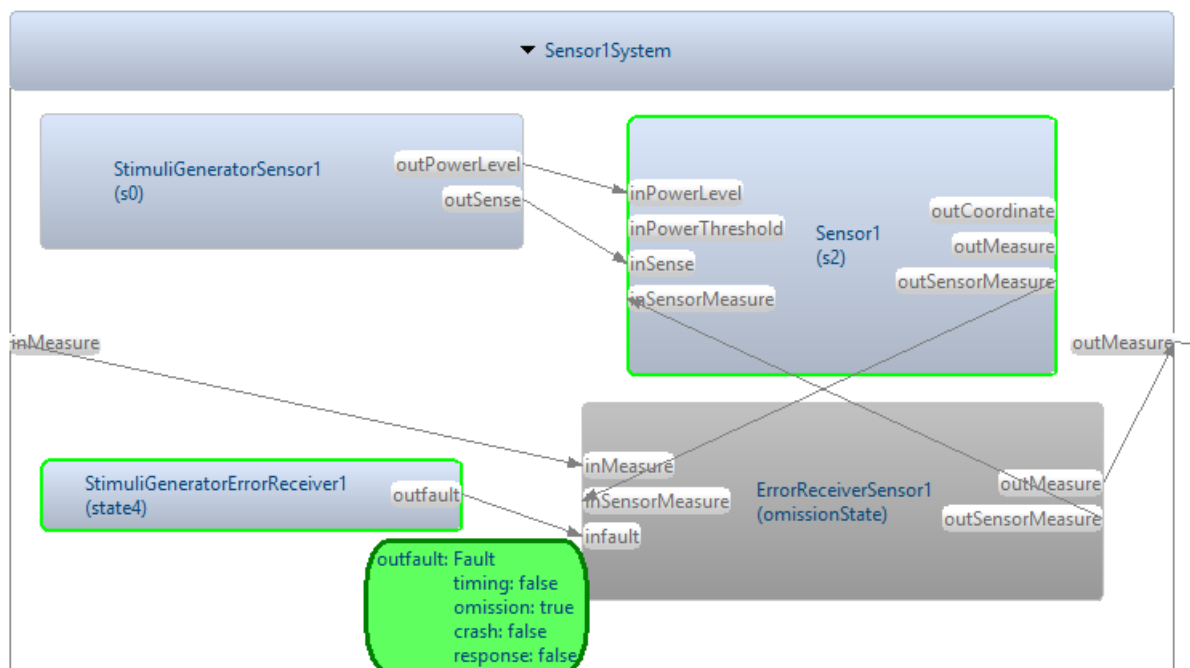 Sensor1System
StimuliGeneratorSensor1
(s0)
outPowerLevel
outSense
inPowerLevel
inPowerThreshold
inSense
inSensorMeasure
Sensor1
(s2)
outCoordinate
outMeasure
outSensorMeasure
inMeasure
outMeasure
StimuliGeneratorErrorReceiver1
(state4)
outfault
inMeasure
inSensorMeasure
infault
ErrorReceiverSensor1
(omissionState)
outMeasure
outSensorMeasure
outfault: Fault
timing: false
omission: true
crash: false
response: false